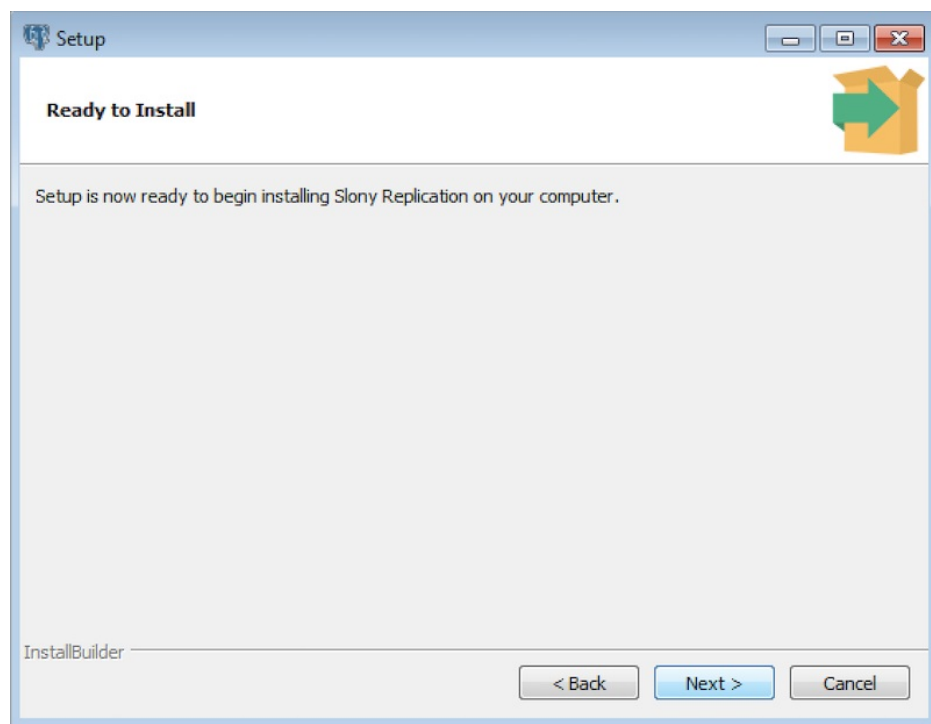 Setup
Ready to Install
Setup is now ready to begin installing Slony Replication on your computer.
InstallBuilder
< Back
Next >
Cancel